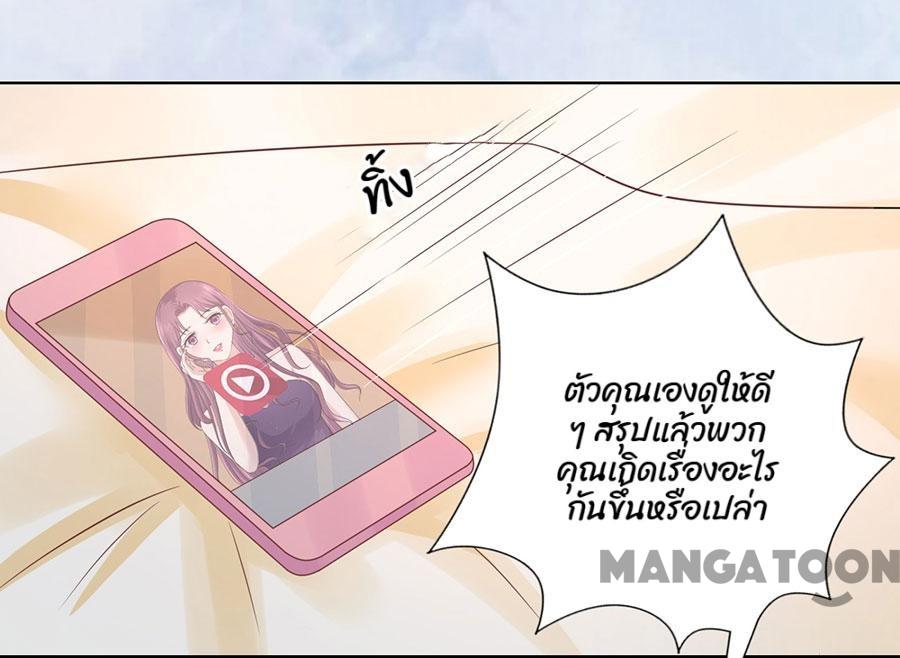 ทิ้ง
ตัวคุณเองดูให้ดี
ๆ สรุปแล้วพวก
คุณเกิดเรื่องอะไร
กันขึ้นหรือเปล่า
MANGATOON